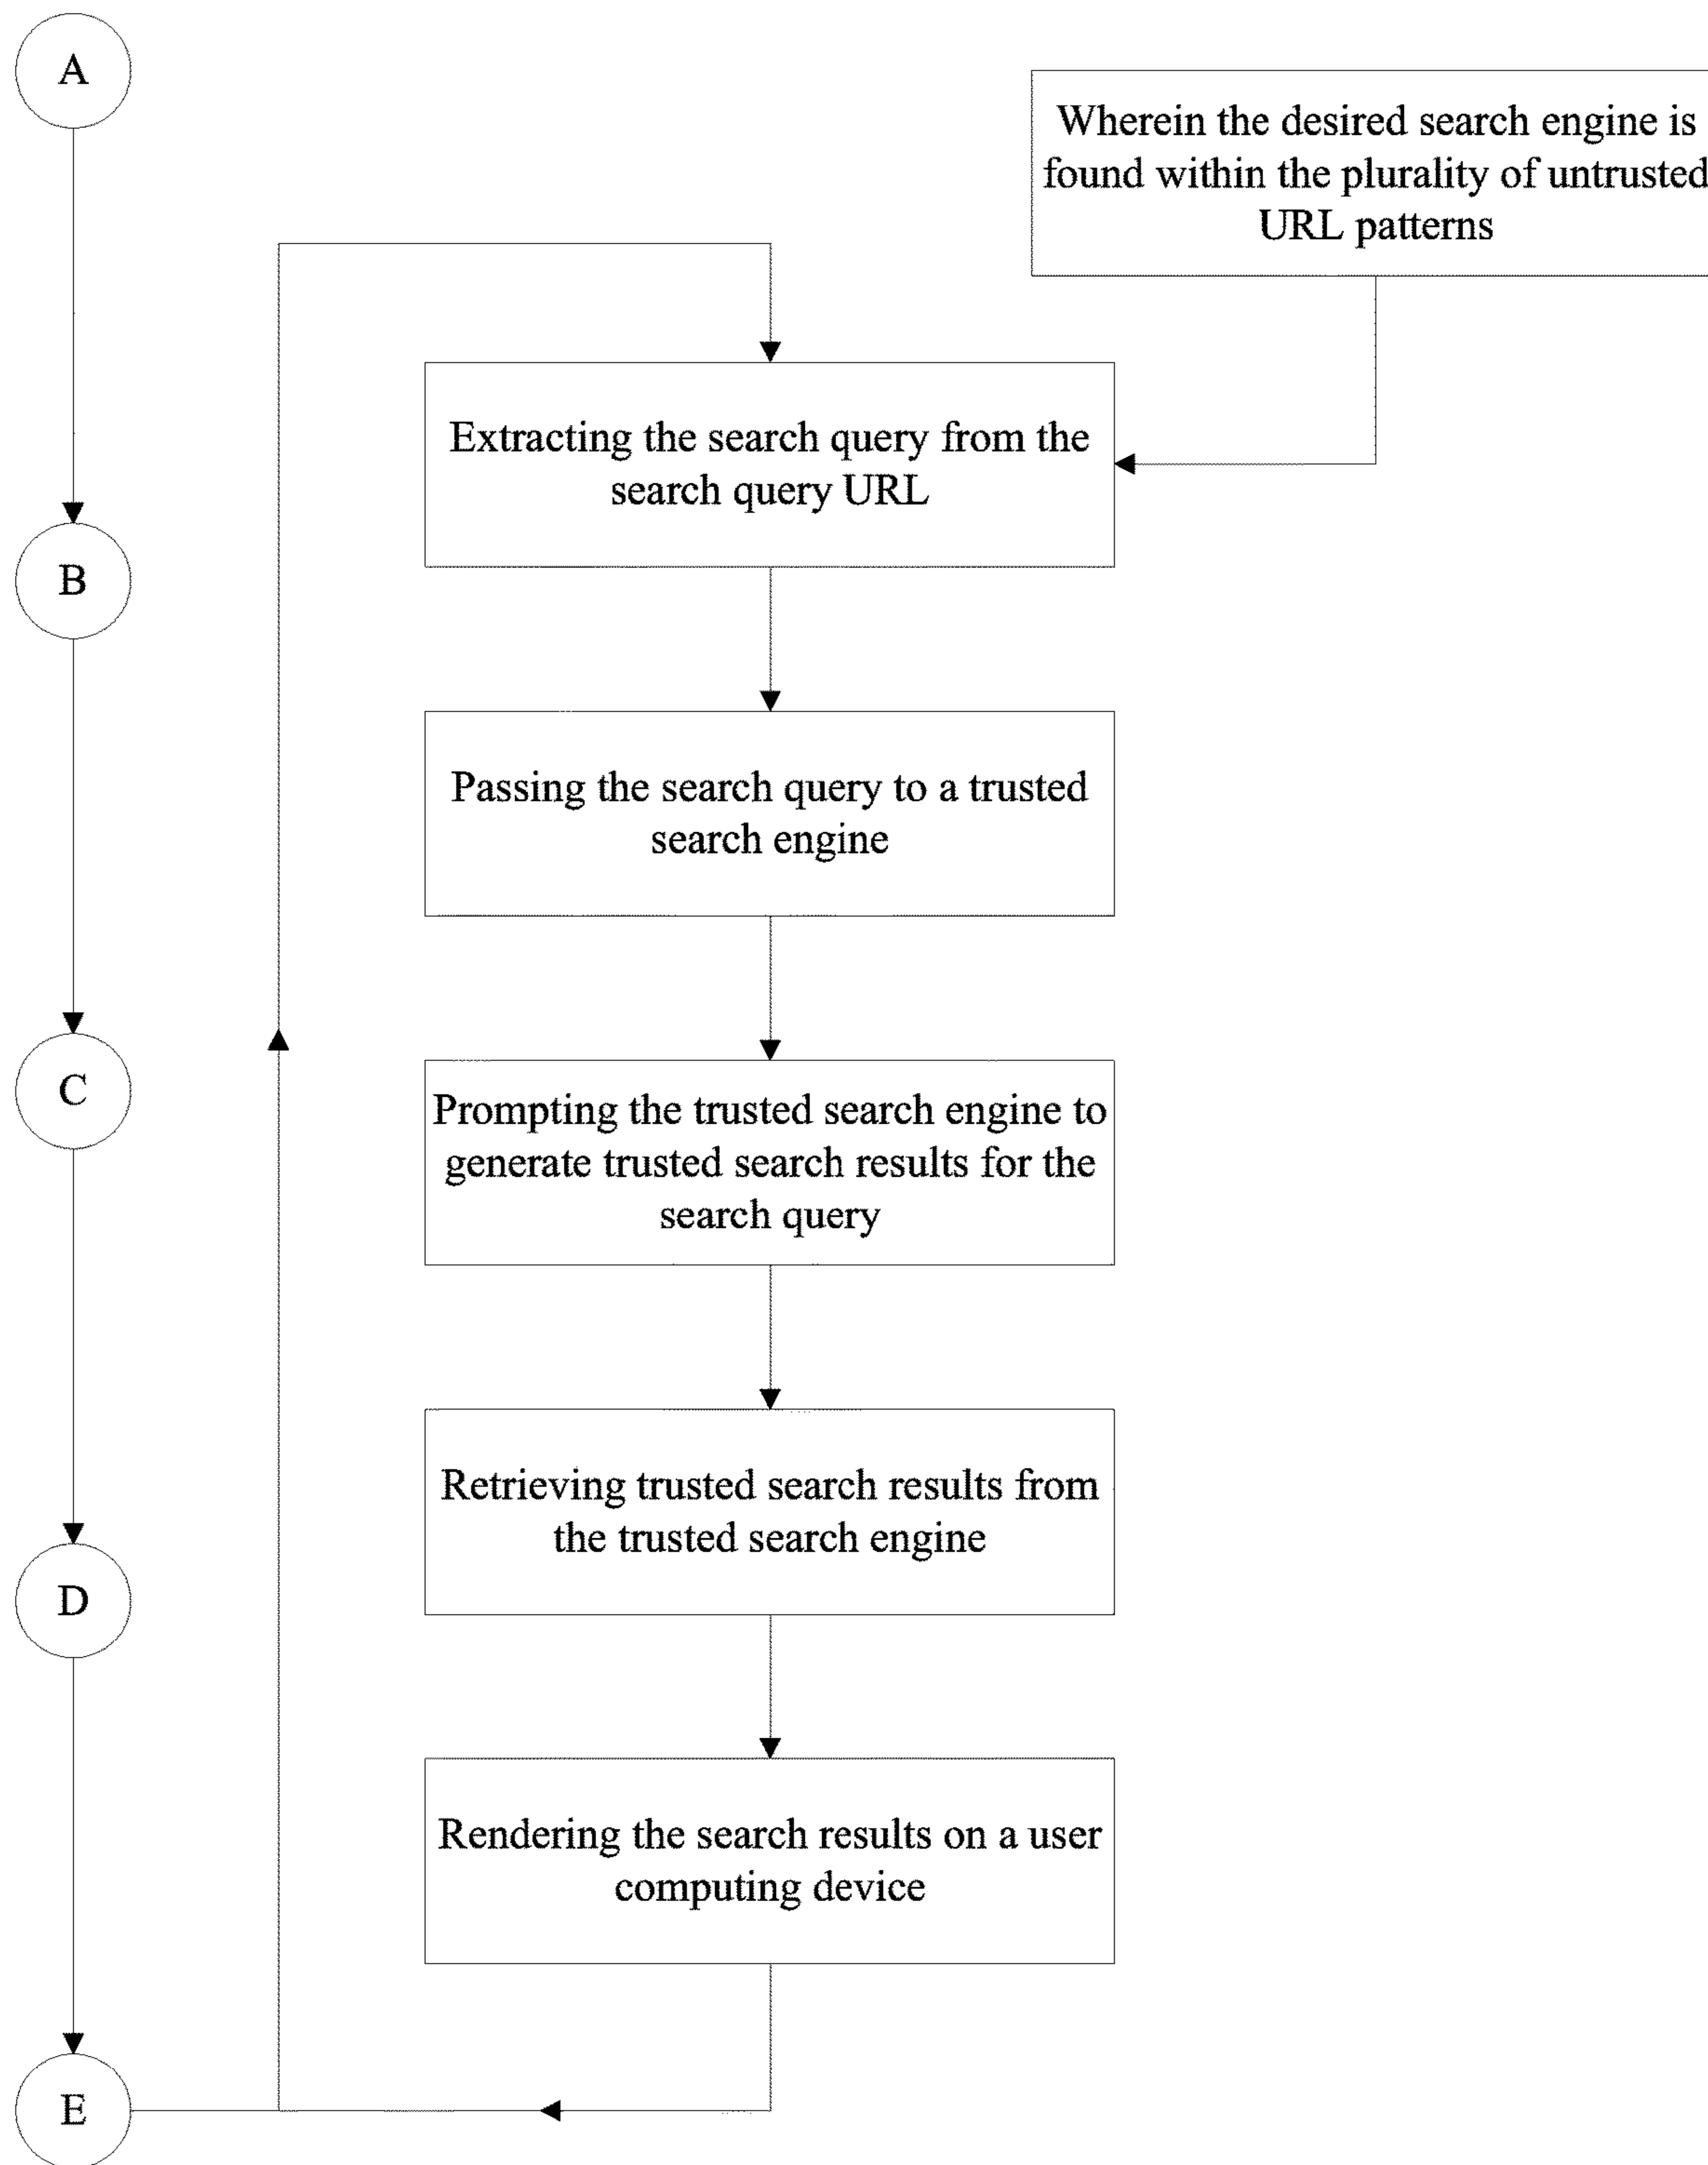 A
Wherein the desired search engine is
found within the plurality of untrusted
URL patterns
Extracting the search query from the
search query URL
B
Passing the search query to a trusted
search engine
C
Prompting the trusted search engine to
generate trusted search results for the
search query
Retrieving trusted search results from
the trusted search engine
D
Rendering the search results on a user
computing device
E